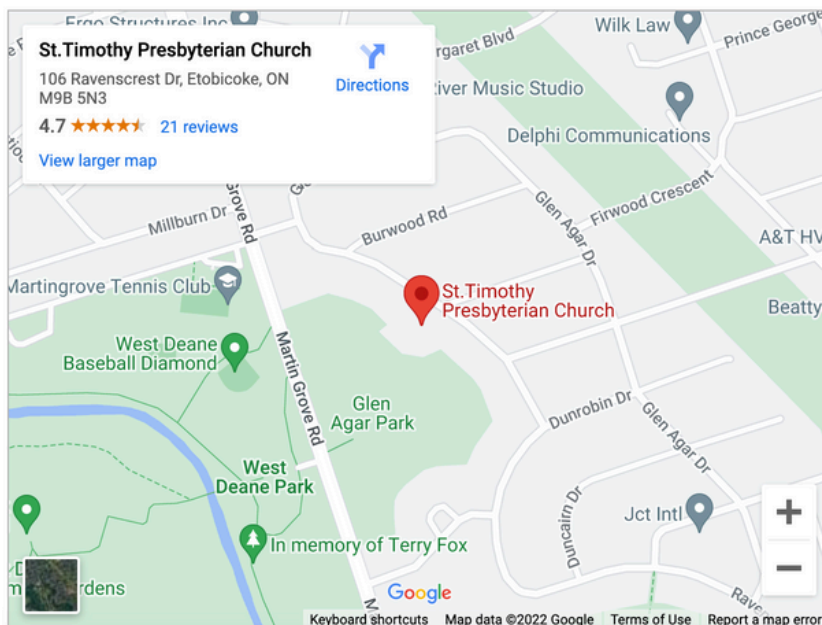 Ergo Structures Inc
St.Timothy Presbyterian Church
106 Ravenscrest Dr, Etobicoke, ON
M9B 5N3
4.7
21 reviews
View larger map
Directions
Wilk Law
Prince George
garet Blvd
River Music Studio
Delphi Communications
Glen Agar Dr
Firwood Crescent
Grove Rd
Millburn Dr
Burwood Rd
A&T HV
Martingrove Tennis Club
St.Timothy
Presbyterian Church
Beatty
West Deane
Baseball Diamond
Martin Grove Rd
Glen
Agar Park
Dunrobin Dr
Glen Agar Dr
West
Deane Park
Duncairn Dr
Jct Intl
In memory of Terry Fox
Google
Keyboard shortcuts
Map data ©2022 Google
Terms of Use
Report a map error